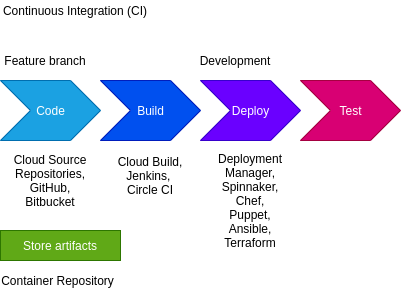 Continuous Integration (CI)
Feature branch
Development
Code
Build
Deploy
Test
Cloud Source
Repositories,
GitHub,
Bitbucket
Cloud Build,
Jenkins,
Circle CI
Deployment
Manager,
Spinnaker,
Chef,
Puppet,
Ansible,
Terraform
Store artifacts
Container Repository